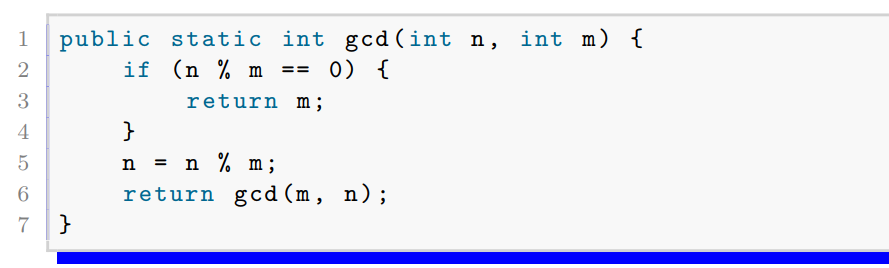 1 public static int gcd(int n, int m) {
2     if (n % m == 0) {
3         return m;
4     }
5     n = n % m;
6     return gcd(m, n);
7 }